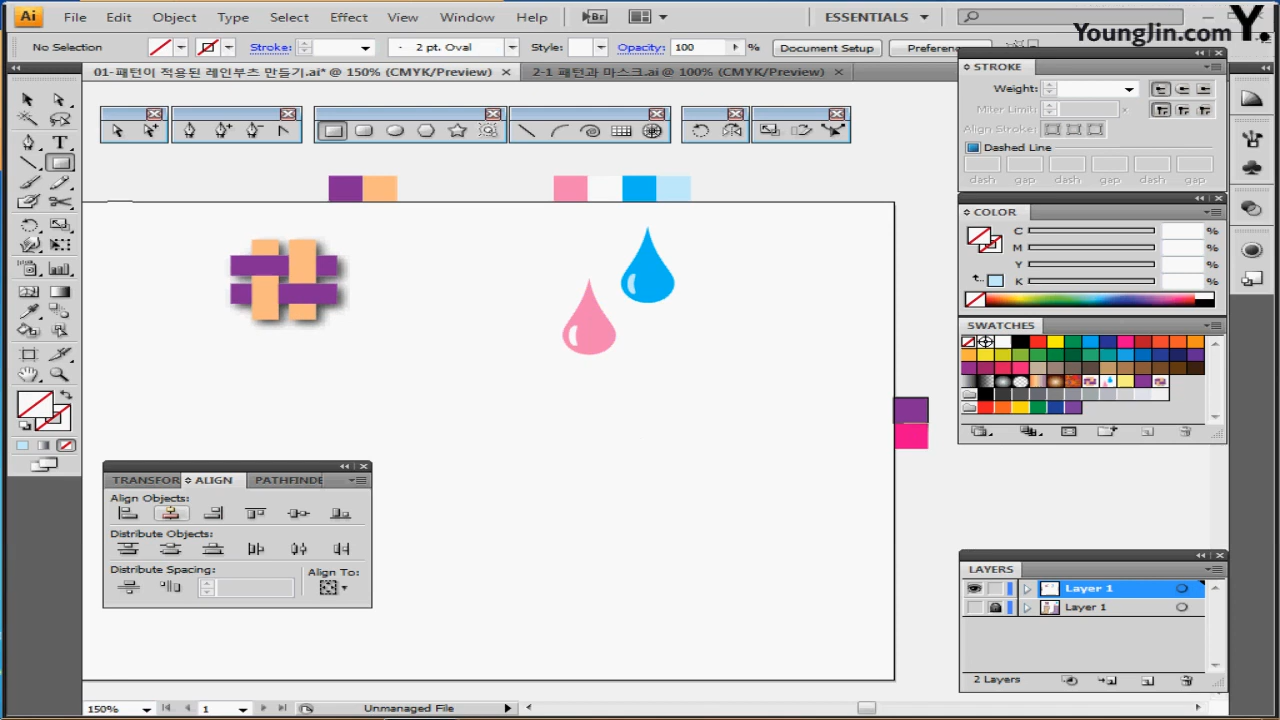 Ai File Edit Object Type Select Effect View Window Help Br ESSENTIALS
YoungJin.com Y.
No Selection Stroke: 2 pt. Oval Style: Opacity: 100 % Document Setup
01-패턴이 적용된 레인부츠 만들기.ai* @ 150% (CMYK/Preview) 2-1 패턴과 마스크.ai @ 100% (CMYK/Preview)
STROKE
Weight:
Miter Limit: x
Align Stroke:
Dashed Line
dash gap dash gap dash gap
COLOR
C %
M %
Y %
K %
SWATCHES
TRANSFOR ALIGN PATHFINDE
Align Objects:
Distribute Objects:
Distribute Spacing: Align To:
LAYERS
Layer 1
Layer 1
2 Layers
150% 1 Unmanaged File